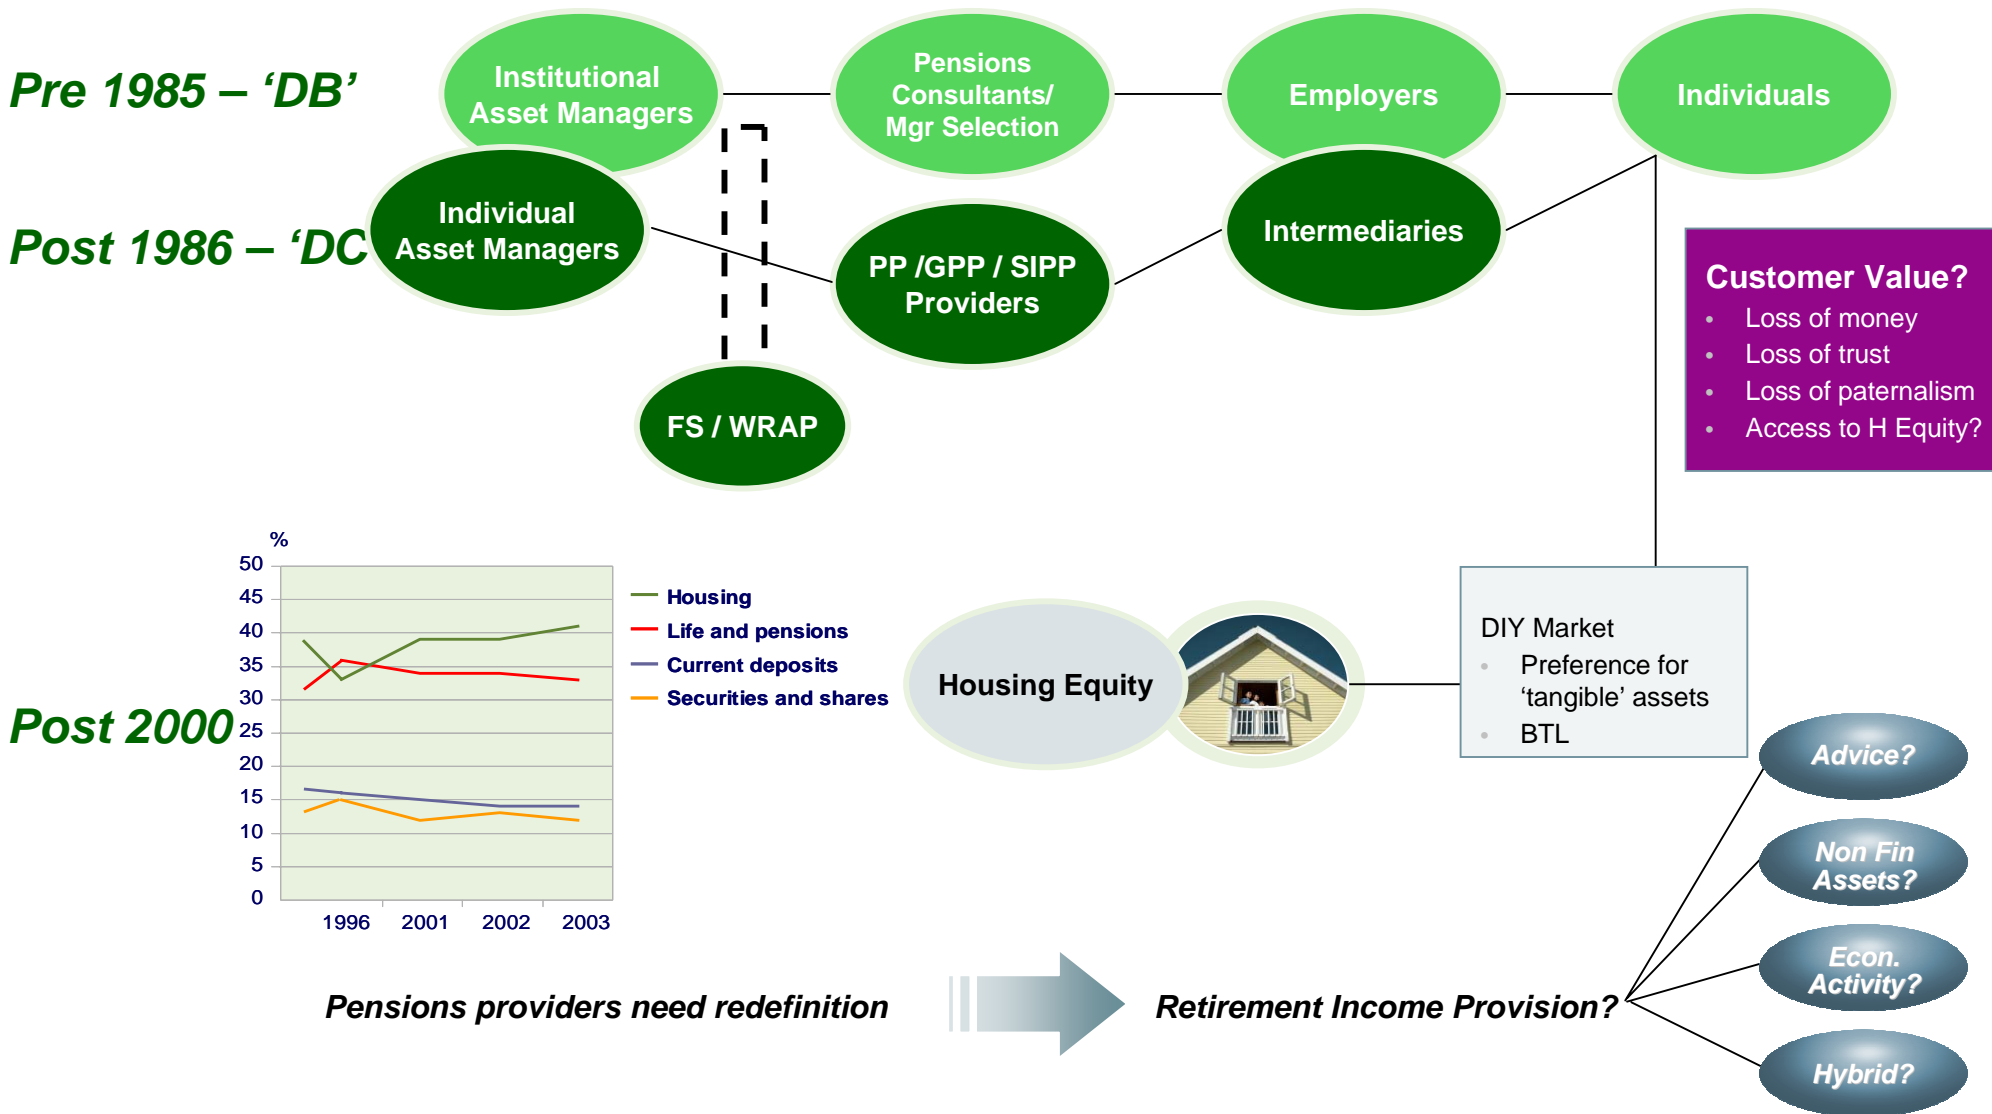 Pre 1985 – ‘DB’
Institutional
Asset Managers
Pensions
Consultants/
Mgr Selection
Employers
Individuals
Post 1986 – ‘DC
Individual
Asset Managers
PP /GPP / SIPP
Providers
Intermediaries
FS / WRAP
Customer Value?
• Loss of money
• Loss of trust
• Loss of paternalism
• Access to H Equity?
Post 2000
%
50
45
40
35
30
25
20
15
10
5
0
1996 2001 2002 2003
Housing
Life and pensions
Current deposits
Securities and shares
Housing Equity
DIY Market
• Preference for
‘tangible’ assets
• BTL
Pensions providers need redefinition
Retirement Income Provision?
Advice?
Non Fin
Assets?
Econ.
Activity?
Hybrid?